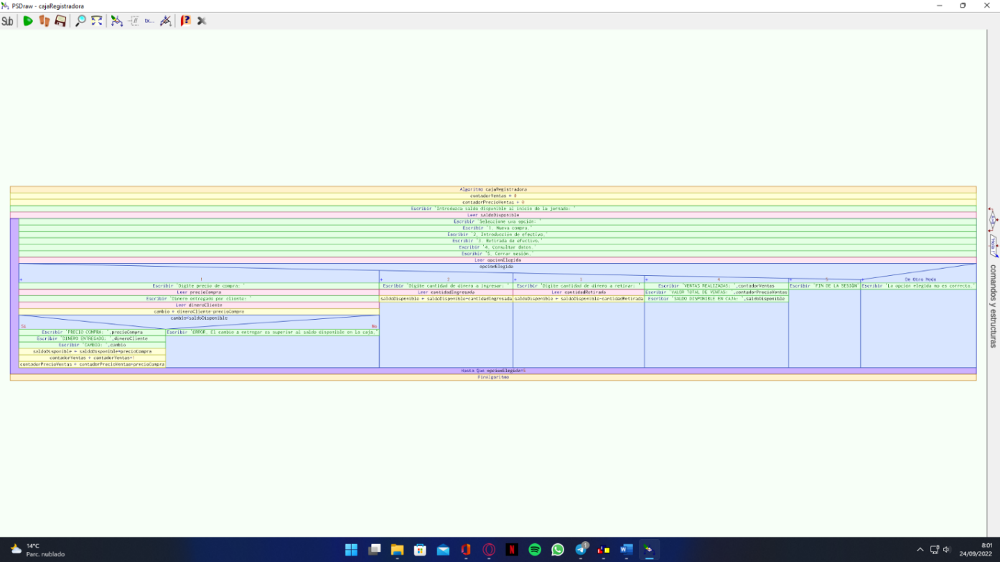 PSDraw - cajaRegistradora
Sub
tx...
Algoritmo cajaRegistradora
contadorVentas ← 0
contadorPrecioVentas ← 0
Escribir 'Introduzca saldo disponible al inicio de la jornada: '
Leer saldoDisponible
Escribir 'Seleccione una opción: '
Escribir '1. Nueva compra.'
Escribir '2. Introducción de efectivo.'
Escribir '3. Retirada de efectivo.'
Escribir '4. Consultar datos.'
Escribir '5. Cerrar sesión.'
Leer opcionElegida
opcionElegida
1 2 3 4 5 De Otro Modo
Escribir 'Digite precio de compra: ' Escribir 'Digite cantidad de dinero a ingresar: ' Escribir 'Digite cantidad de dinero a retirar: ' Escribir 'VENTAS REALIZADAS: ',contadorVentas Escribir 'FIN DE LA SESIÓN' Escribir 'La opción elegida no es correcta.'
Leer precioCompra Leer cantidadIngresada Leer cantidadRetirada Escribir 'VALOR TOTAL DE VENTAS: ',contadorPrecioVentas
Escribir 'Dinero entregado por cliente: ' saldoDisponible ← saldoDisponible+cantidadIngresada saldoDisponible ← saldoDisponible-cantidadRetirada Escribir 'SALDO DISPONIBLE EN CAJA: ',saldoDisponible
Leer dineroCliente
cambio ← dineroCliente-precioCompra
cambio<saldoDisponible
Si No
Escribir 'PRECIO COMPRA: ',precioCompra Escribir 'ERROR. El cambio a entregar es superior al saldo disponible en la caja.'
Escribir 'DINERO ENTREGADO: ',dineroCliente
Escribir 'CAMBIO: ',cambio
saldoDisponible ← saldoDisponible+precioCompra
contadorVentas ← contadorVentas+1
contadorPrecioVentas ← contadorPrecioVentas+precioCompra
Hasta Que opcionElegida=5
FinAlgoritmo
comandos y estructuras
14°C
Parc. nublado
8:01
24/09/2022